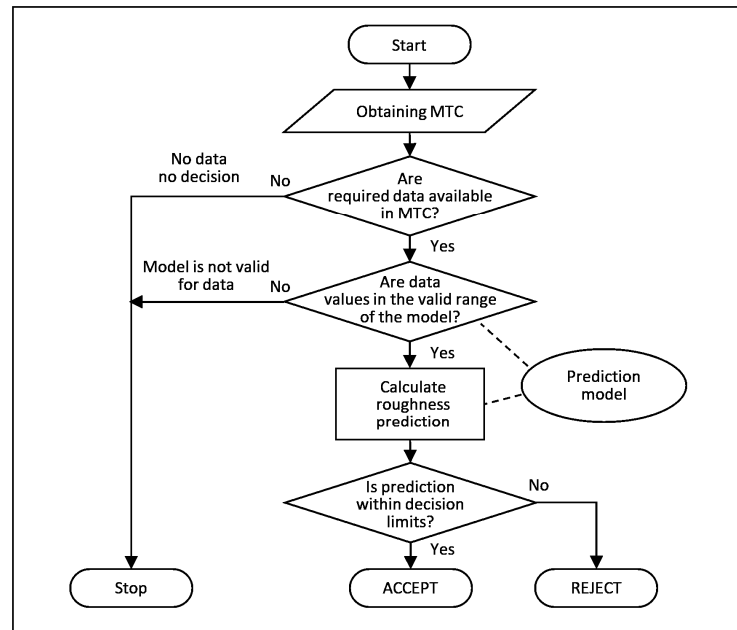 Start
Obtaining MTC
No data
no decision
No
Are
required data available
in MTC?
Yes
Model is not valid
for data
No
Are data
values in the valid range
of the model?
Yes
Calculate
roughness
prediction
Prediction
model
Is prediction
within decision
limits?
No
Yes
Stop
ACCEPT
REJECT